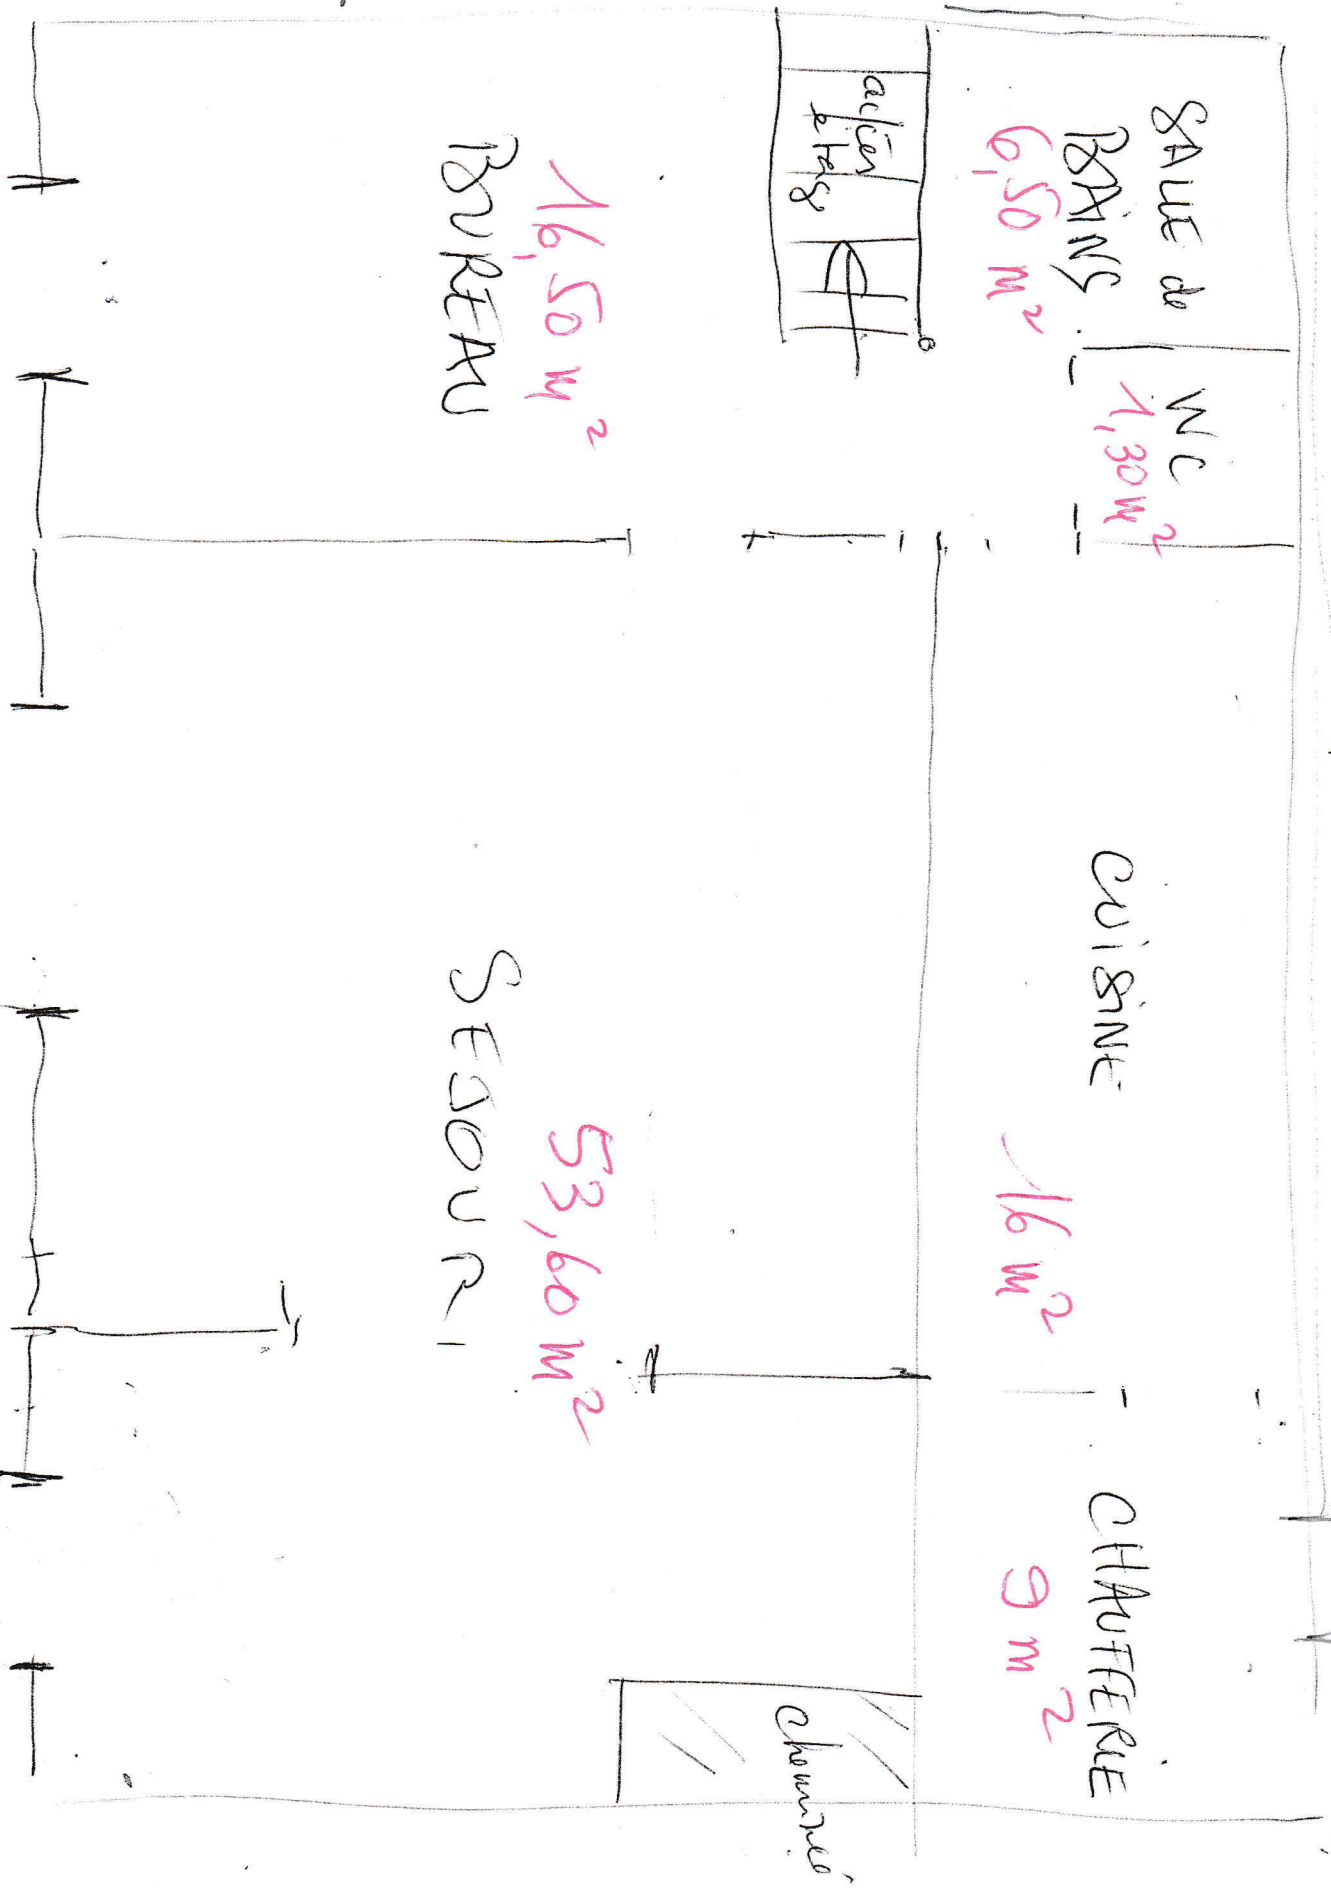 SALLE de
BAINS
6,50 m²
WC
1,30 m²
CUISINE
16 m²
CHAUFFERIE
9 m²
accès
etag
16,50 m²
BUREAU
53,60 m²
SEJOUR
Cheminée